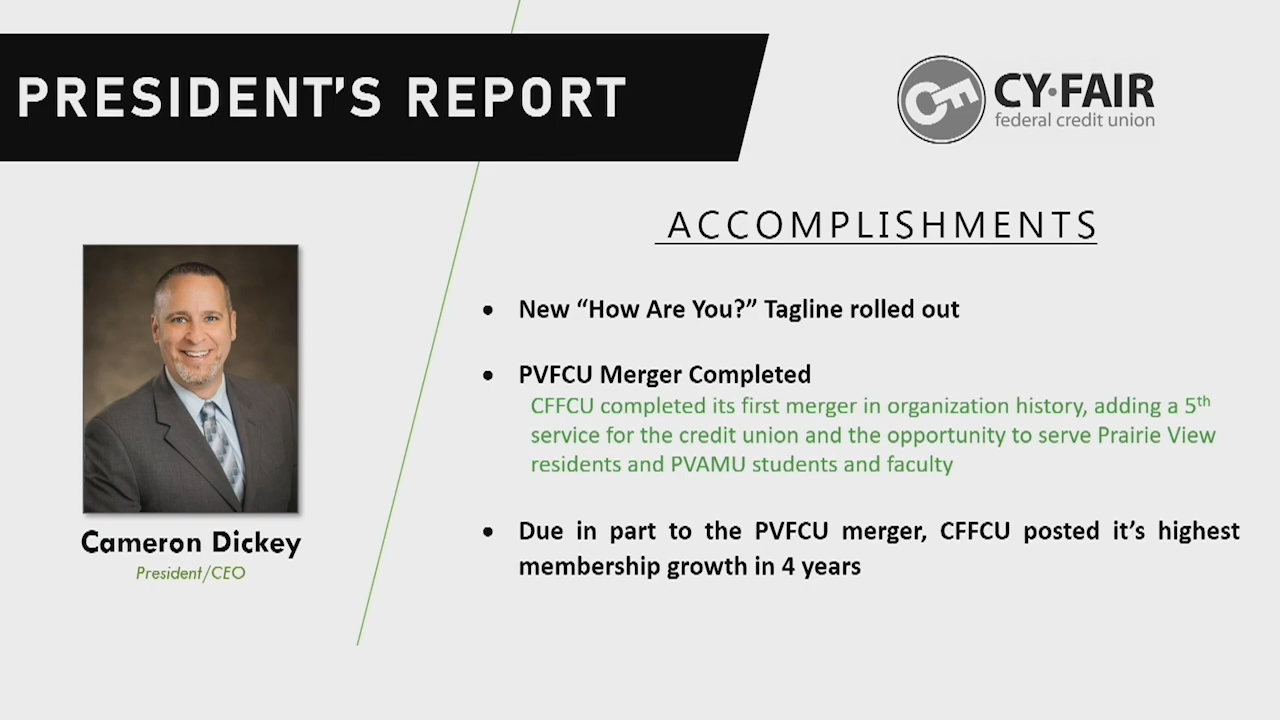 PRESIDENT'S REPORT
CY·FAIR
federal credit union
ACCOMPLISHMENTS
• New “How Are You?” Tagline rolled out
• PVFCU Merger Completed
CFFCU completed its first merger in organization history, adding a 5th
service for the credit union and the opportunity to serve Prairie View
residents and PVAMU students and faculty
• Due in part to the PVFCU merger, CFFCU posted it’s highest
membership growth in 4 years
Cameron Dickey
President/CEO